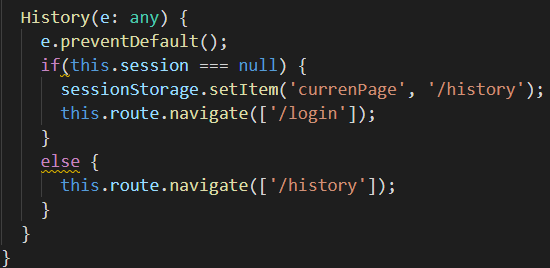 History(e: any) {
e.preventDefault();
if(this.session === null) {
sessionStorage.setItem('currenPage', '/history');
this.route.navigate(['/login']);
}
else {
this.route.navigate(['/history']);
}
}
}